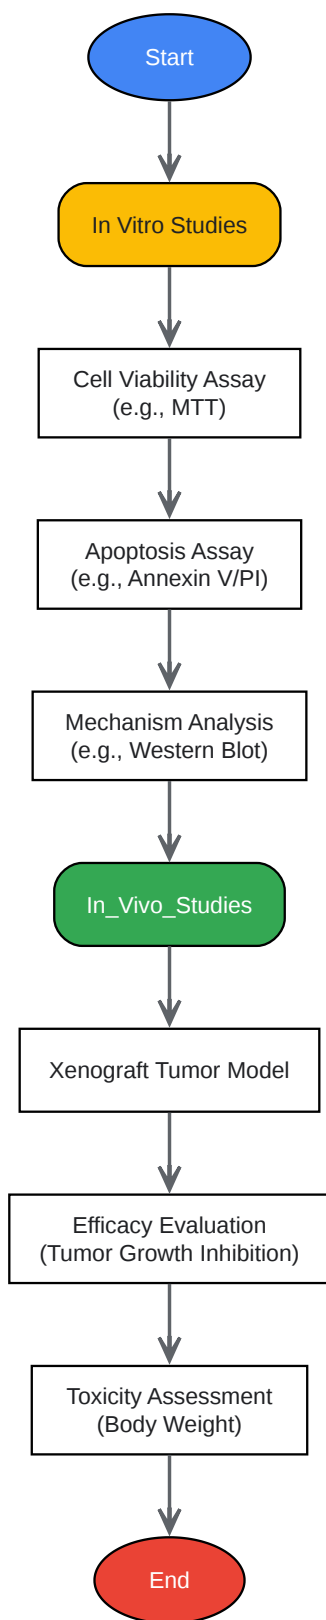 Start
In Vitro Studies
Cell Viability Assay
(e.g., MTT)
Apoptosis Assay
(e.g., Annexin V/PI)
Mechanism Analysis
(e.g., Western Blot)
In_Vivo_Studies
Xenograft Tumor Model
Efficacy Evaluation
(Tumor Growth Inhibition)
Toxicity Assessment
(Body Weight)
End